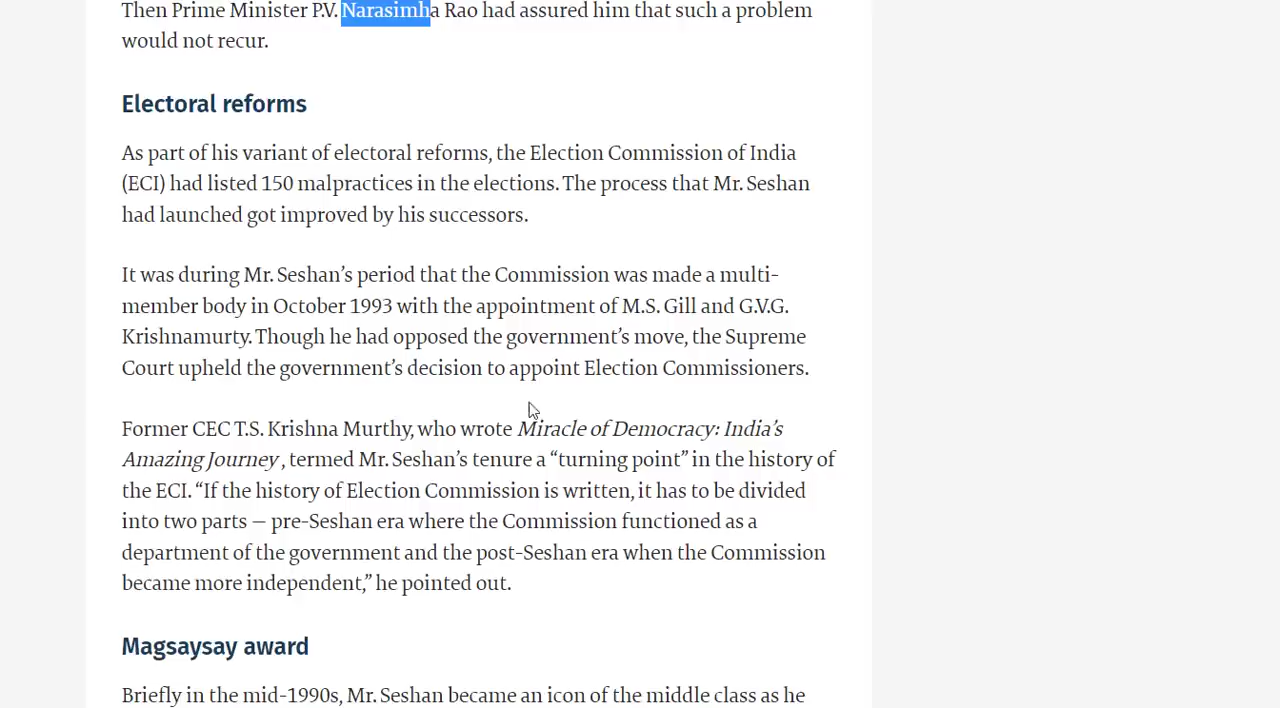 Then Prime Minister P.V. Narasimha Rao had assured him that such a problem
would not recur.
Electoral reforms
As part of his variant of electoral reforms, the Election Commission of India
(ECI) had listed 150 malpractices in the elections. The process that Mr. Seshan
had launched got improved by his successors.
It was during Mr. Seshan’s period that the Commission was made a multi-
member body in October 1993 with the appointment of M.S. Gill and G.V.G.
Krishnamurty. Though he had opposed the government’s move, the Supreme
Court upheld the government’s decision to appoint Election Commissioners.
Former CEC T.S. Krishna Murthy, who wrote Miracle of Democracy: India’s
Amazing Journey , termed Mr. Seshan’s tenure a “turning point” in the history of
the ECI. “If the history of Election Commission is written, it has to be divided
into two parts — pre-Seshan era where the Commission functioned as a
department of the government and the post-Seshan era when the Commission
became more independent,” he pointed out.
Magsaysay award
Briefly in the mid-1990s, Mr. Seshan became an icon of the middle class as he